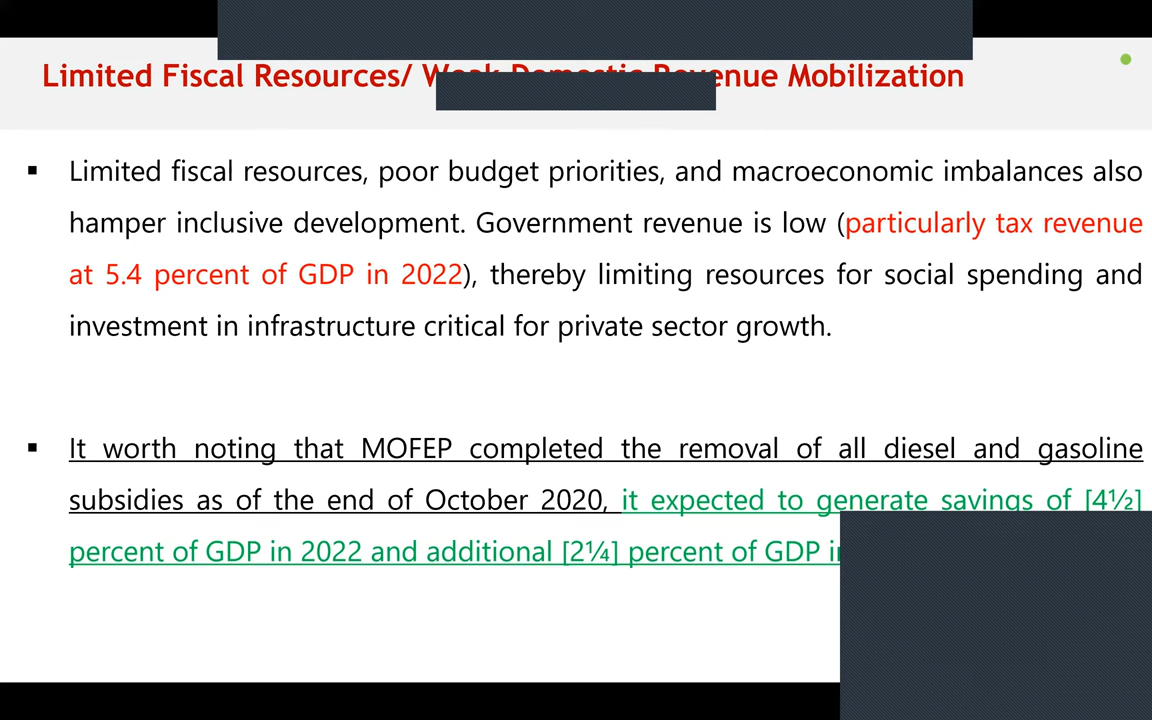 Limited Fiscal Resources/ Weak Domestic Revenue Mobilization
▪ Limited fiscal resources, poor budget priorities, and macroeconomic imbalances also
hamper inclusive development. Government revenue is low (particularly tax revenue
at 5.4 percent of GDP in 2022), thereby limiting resources for social spending and
investment in infrastructure critical for private sector growth.
▪ It worth noting that MOFEP completed the removal of all diesel and gasoline
subsidies as of the end of October 2020, it expected to generate savings of [4½]
percent of GDP in 2022 and additional [2¼] percent of GDP